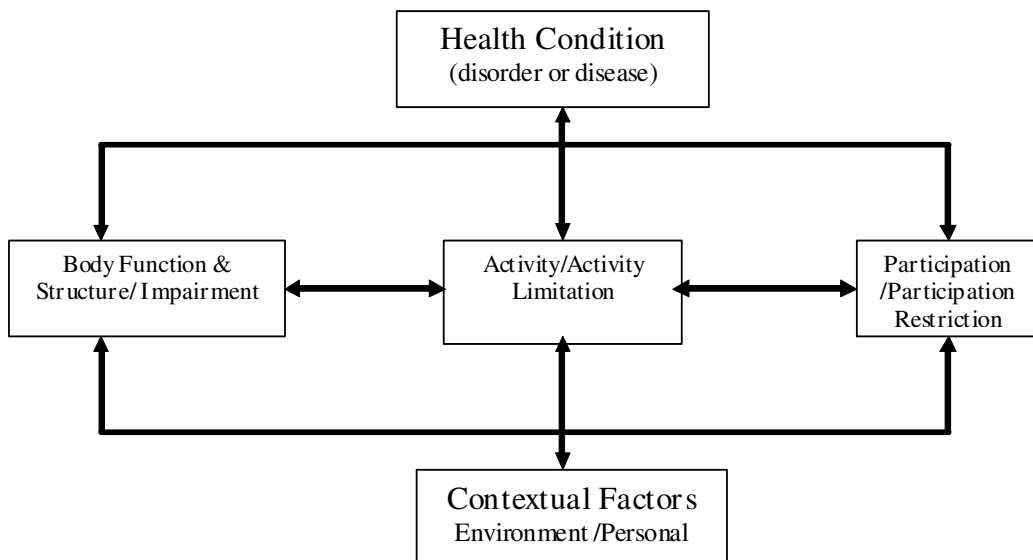 Health Condition
(disorder or disease)
Body Function &
Structure/ Impairment
Activity/Activity
Limitation
Participation
/Participation
Restriction
Contextual Factors
Environment /Personal